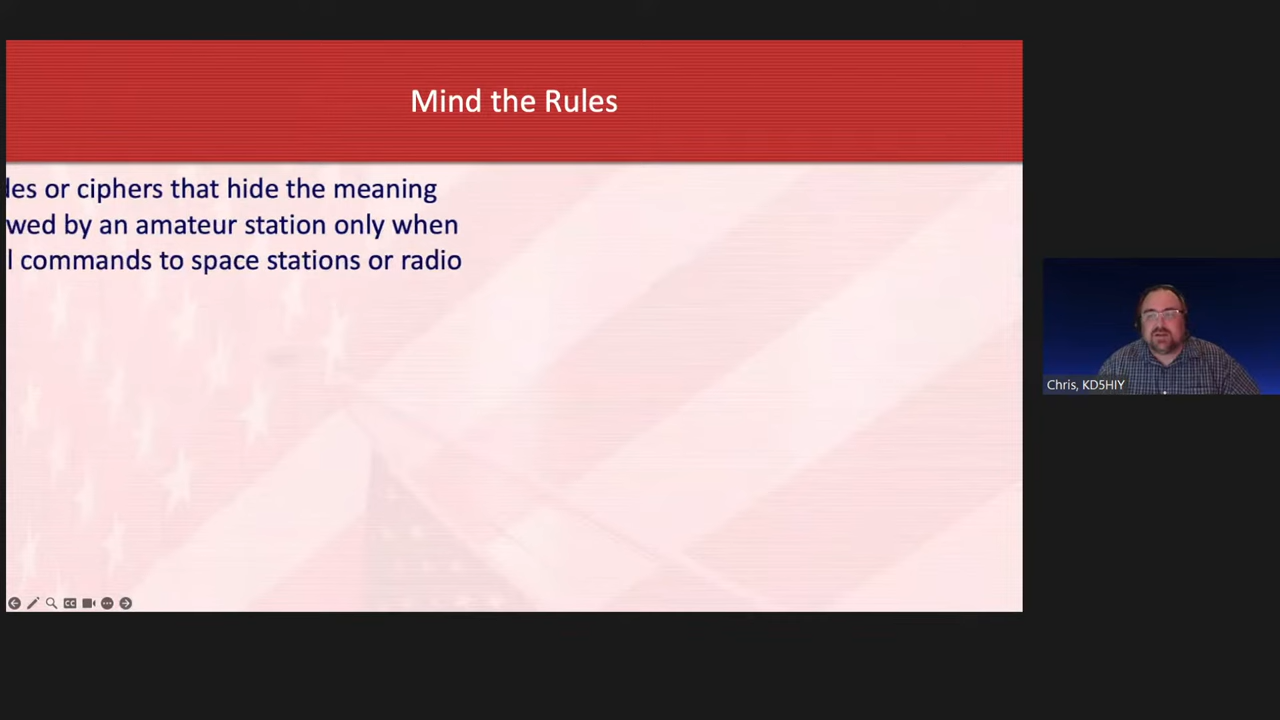 Mind the Rules
des or ciphers that hide the meaning
wed by an amateur station only when
l commands to space stations or radio
Chris, KD5HIY
CC